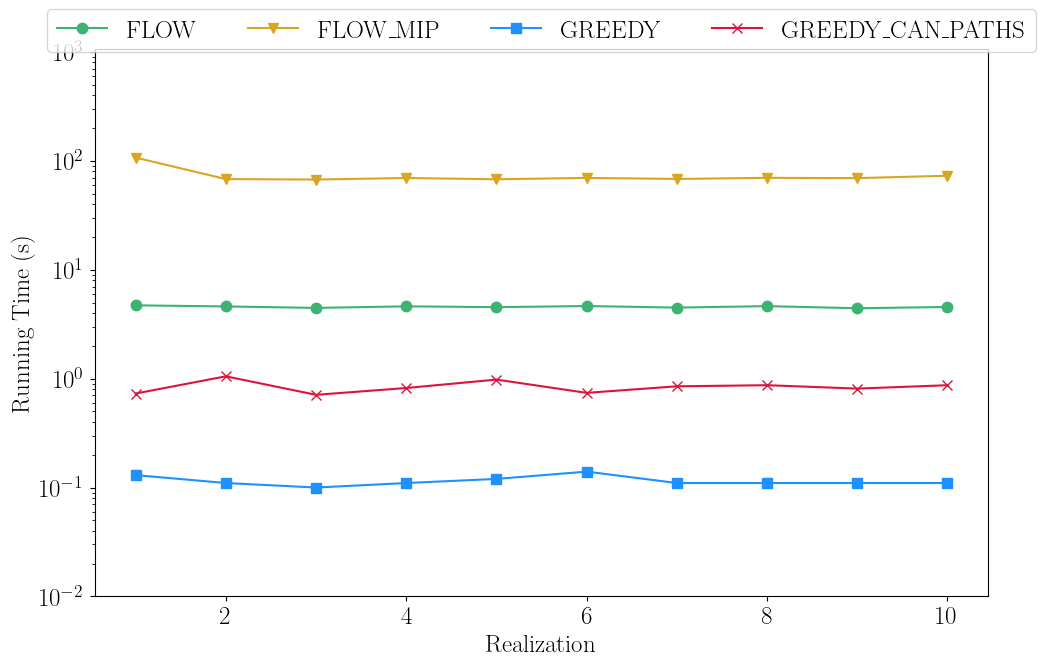 FLOW FLOW_MIP GREEDY GREEDY_CAN_PATHS
10^3
10^2
10^1
10^0
10^-1
10^-2
Running Time (s)
2 4 6 8 10
Realization